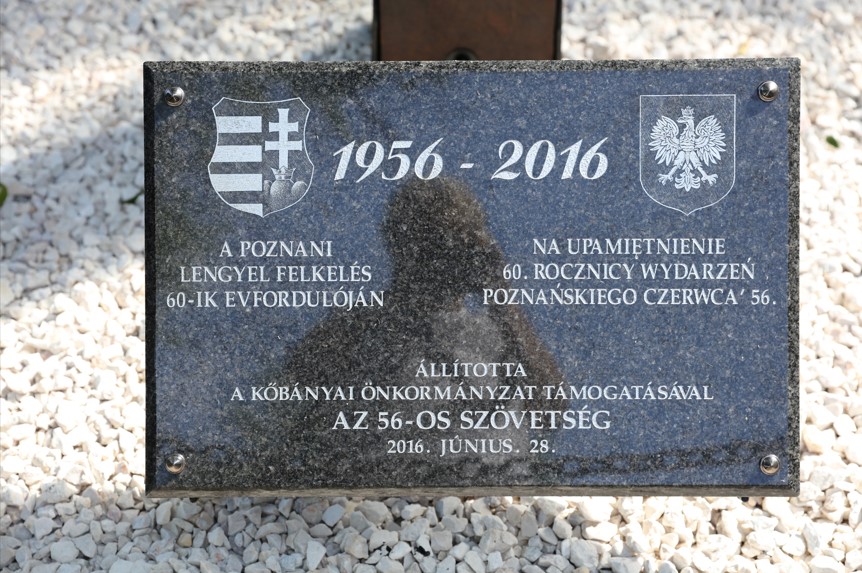 1956 - 2016
A POZNANI
LENGYEL FELKELÉS
60-IK EVFORDULÓJÁN
NA UPAMIĘTNIENIE
60. ROCZNICY WYDARZEŃ
POZNAŃSKIEGO CZERWCA' 56.
ÁLLÍTOTTA
A KŐBÁNYAI ÖNKORMÁNYZAT TÁMOGATÁSÁVAL
AZ 56-OS SZÖVETSÉG
2016. JÚNIUS. 28.